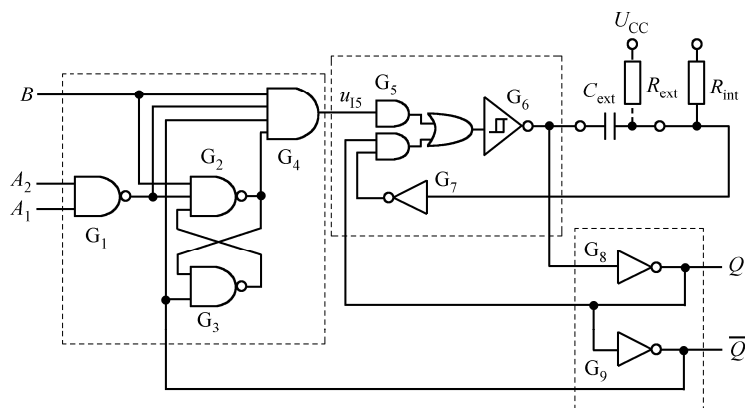 U_CC
G_5
B
u_I5
G_6
C_ext
R_ext
R_int
G_2
G_4
A_2
A_1
G_7
G_1
G_8
Q
G_3
G_9
Q̅